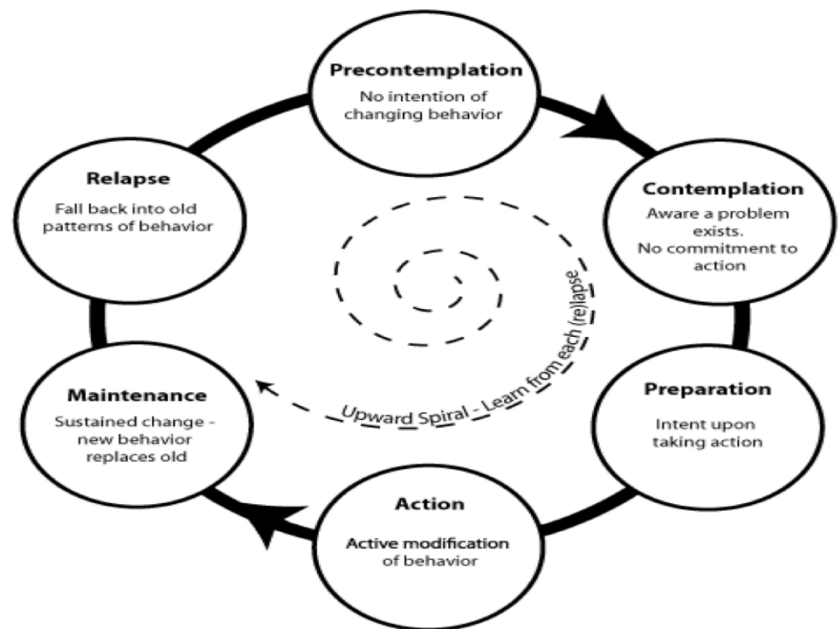 Precontemplation
No intention of
changing behavior
Contemplation
Aware a problem
exists.
No commitment to
action
Preparation
Intent upon
taking action
Action
Active modification
of behavior
Maintenance
Sustained change -
new behavior
replaces old
Relapse
Fall back into old
patterns of behavior
Upward Spiral - Learn from each (re)lapse